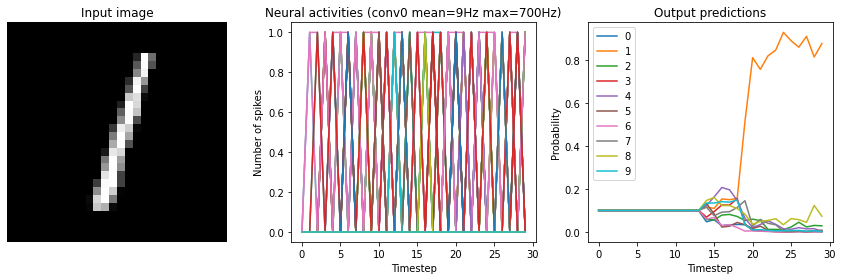 Input image
Neural activities (conv0 mean=9Hz max=700Hz)
Number of spikes
1.0
0.8
0.6
0.4
0.2
0.0
0 5 10 15 20 25 30
Timestep
Output predictions
Probability
0.8
0.6
0.4
0.2
0.0
0
1
2
3
4
5
6
7
8
9
0 5 10 15 20 25 30
Timestep